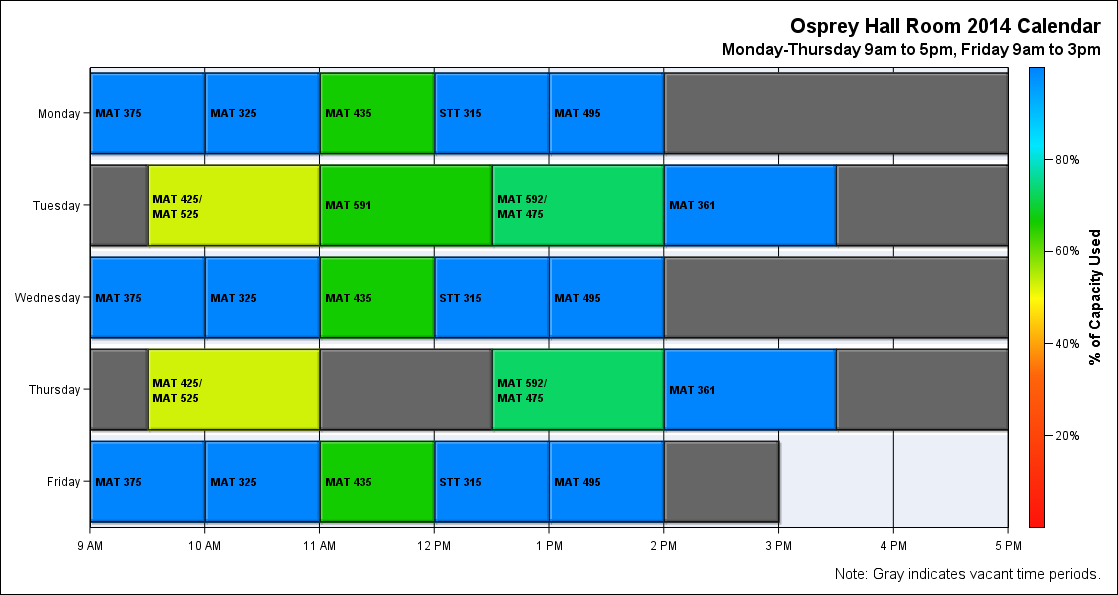 Osprey Hall Room 2014 Calendar
Monday-Thursday 9am to 5pm, Friday 9am to 3pm
Monday
MAT 375
MAT 325
MAT 435
STT 315
MAT 495
Tuesday
MAT 425/
MAT 525
MAT 591
MAT 592/
MAT 475
MAT 361
Wednesday
MAT 375
MAT 325
MAT 435
STT 315
MAT 495
Thursday
MAT 425/
MAT 525
MAT 592/
MAT 475
MAT 361
Friday
MAT 375
MAT 325
MAT 435
STT 315
MAT 495
9 AM
10 AM
11 AM
12 PM
1 PM
2 PM
3 PM
4 PM
5 PM
80%
60%
40%
20%
% of Capacity Used
Note: Gray indicates vacant time periods.